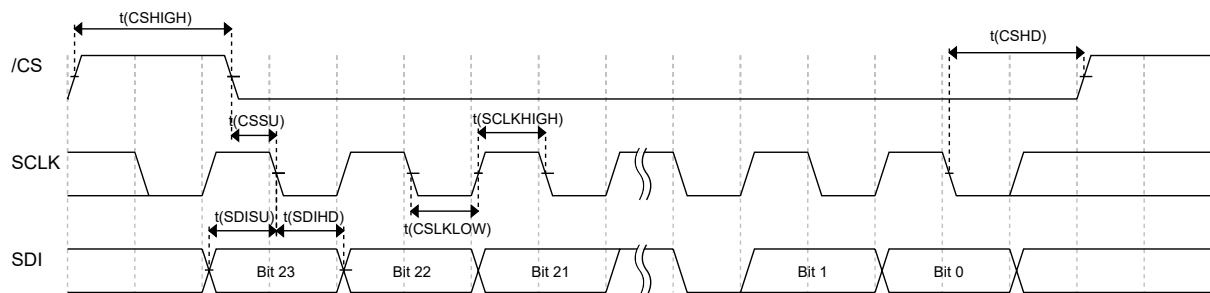 t(CSHIGH)
t(CSHD)
/CS
t(CSSU)
t(SCLKHIGH)
SCLK
t(SDISU)
t(SDIHD)
t(CSLKLOW)
SDI
Bit 23
Bit 22
Bit 21
Bit 1
Bit 0